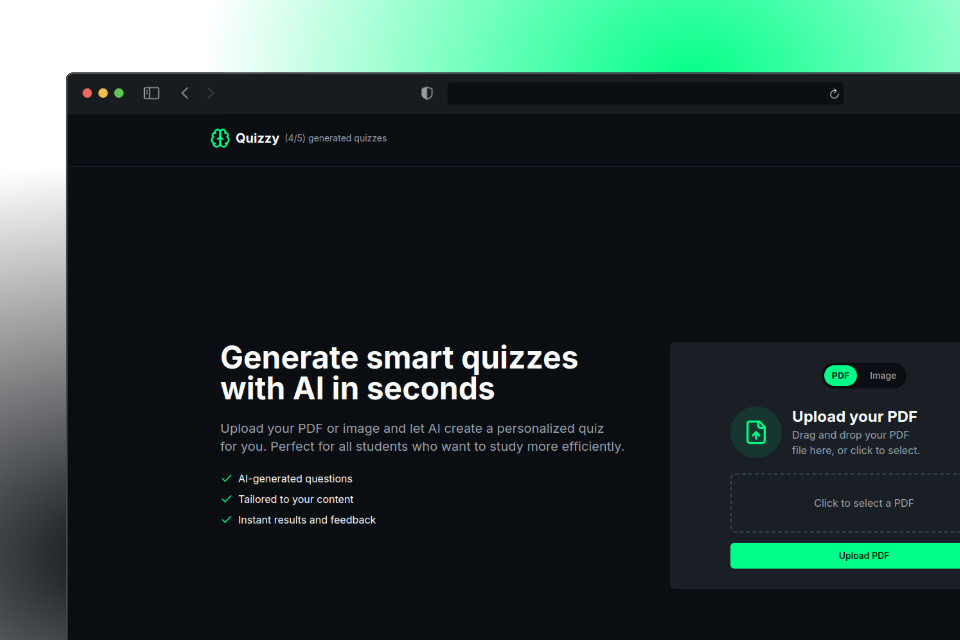 Quizzy (4/5) generated quizzes
Generate smart quizzes
with AI in seconds
Upload your PDF or image and let AI create a personalized quiz
for you. Perfect for all students who want to study more efficiently.
AI-generated questions
Tailored to your content
Instant results and feedback
PDF Image
Upload your PDF
Drag and drop your PDF
file here, or click to select.
Click to select a PDF
Upload PDF